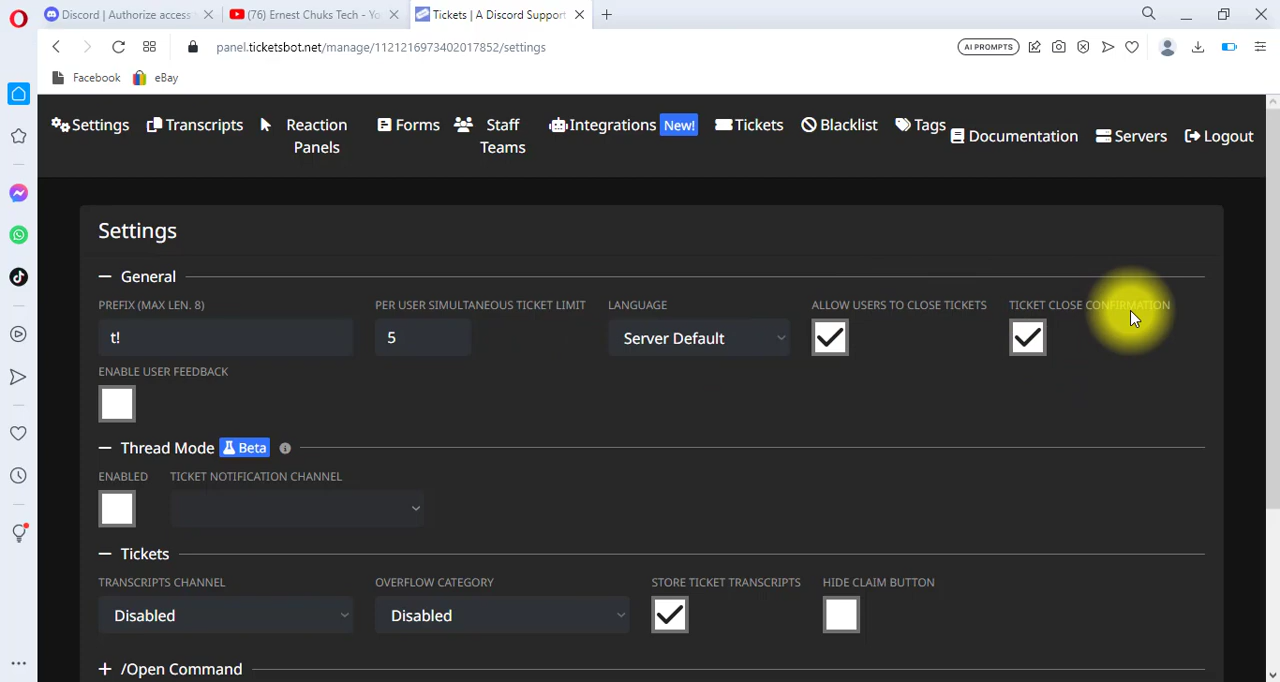 Discord | Authorize access
(76) Ernest Chuks Tech - Yo
Tickets | A Discord Support
panel.ticketsbot.net/manage/1121216973402017852/settings
AI PROMPTS
Facebook
eBay
Settings
Transcripts
Reaction Panels
Forms
Staff Teams
Integrations New!
Tickets
Blacklist
Tags
Documentation
Servers
Logout
Settings
General
PREFIX (MAX LEN. 8)
PER USER SIMULTANEOUS TICKET LIMIT
LANGUAGE
ALLOW USERS TO CLOSE TICKETS
TICKET CLOSE CONFIRMATION
t!
5
Server Default
ENABLE USER FEEDBACK
Thread Mode Beta
ENABLED
TICKET NOTIFICATION CHANNEL
Tickets
TRANSCRIPTS CHANNEL
OVERFLOW CATEGORY
STORE TICKET TRANSCRIPTS
HIDE CLAIM BUTTON
Disabled
Disabled
/Open Command